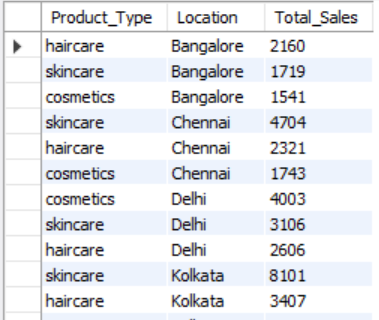 Product_Type Location Total_Sales
haircare Bangalore 2160
skincare Bangalore 1719
cosmetics Bangalore 1541
skincare Chennai 4704
haircare Chennai 2321
cosmetics Chennai 1743
cosmetics Delhi 4003
skincare Delhi 3106
haircare Delhi 2606
skincare Kolkata 8101
haircare Kolkata 3407